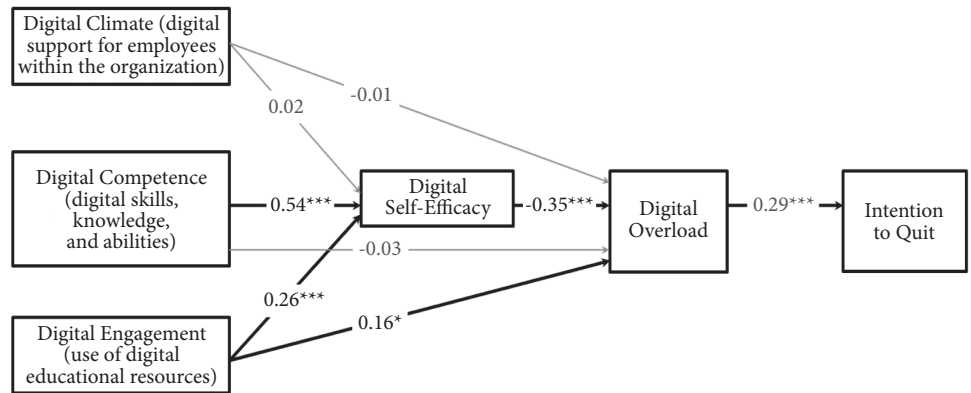 Digital Climate (digital
support for employees
within the organization)
0.02
-0.01
Digital Competence
(digital skills,
knowledge,
and abilities)
0.54***
Digital
Self-Efficacy
-0.35***
Digital
Overload
0.29***
Intention
to Quit
-0.03
0.26***
0.16*
Digital Engagement
(use of digital
educational resources)